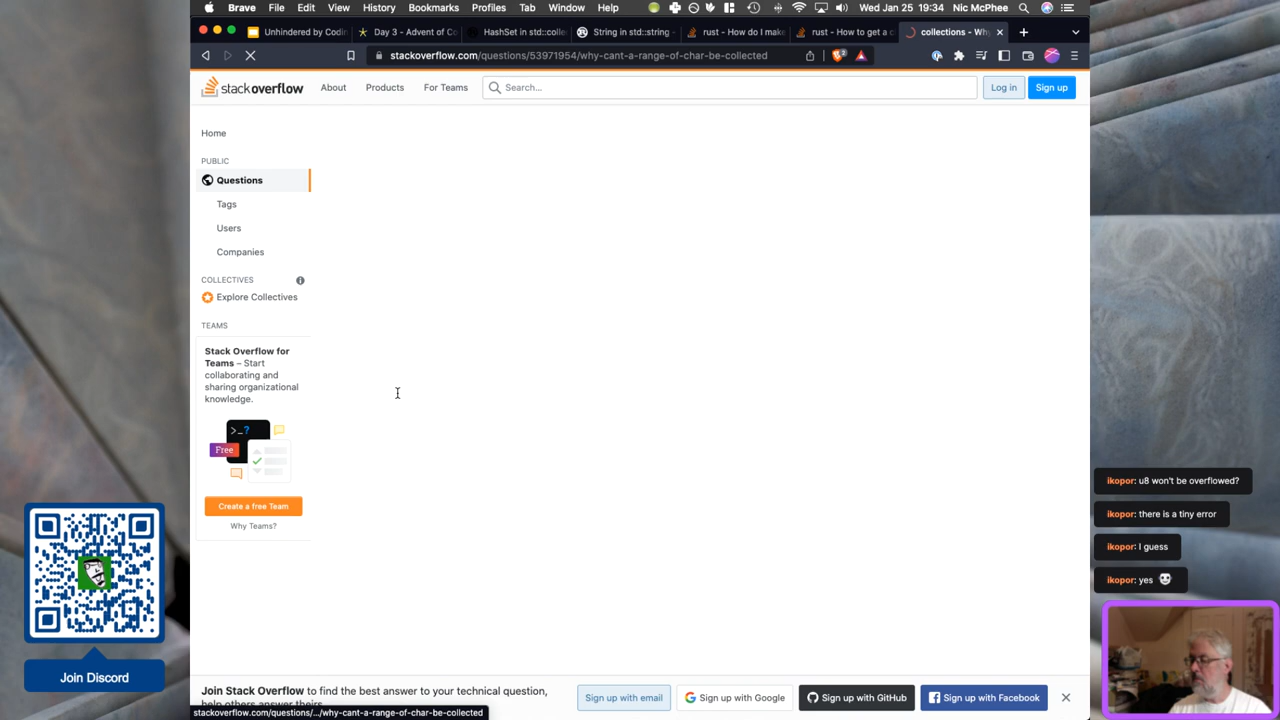 Brave File Edit View History Bookmarks Profiles Tab Window Help Wed Jan 25 19:34 Nic McPhee
Unhindered by Codin
Day 3 - Advent of Co
HashSet in std::colle
String in std::string -
rust - How do I make
rust - How to get a c
collections - Wh
stackoverflow.com/questions/53971954/why-cant-a-range-of-char-be-collected
2
stackoverflow About Products For Teams Search... Log in Sign up
Home
PUBLIC
Questions
Tags
Users
Companies
COLLECTIVES
Explore Collectives
TEAMS
Stack Overflow for
Teams – Start
collaborating and
sharing organizational
knowledge.
>_?
Free
Create a free Team
Why Teams?
ikopor: u8 won't be overflowed?
ikopor: there is a tiny error
ikopor: I guess
ikopor: yes
Join Discord
Join Stack Overflow to find the best answer to your technical question,
help others answer theirs.
Sign up with email Sign up with Google Sign up with GitHub Sign up with Facebook
stackoverflow.com/questions/.../why-cant-a-range-of-char-be-collected